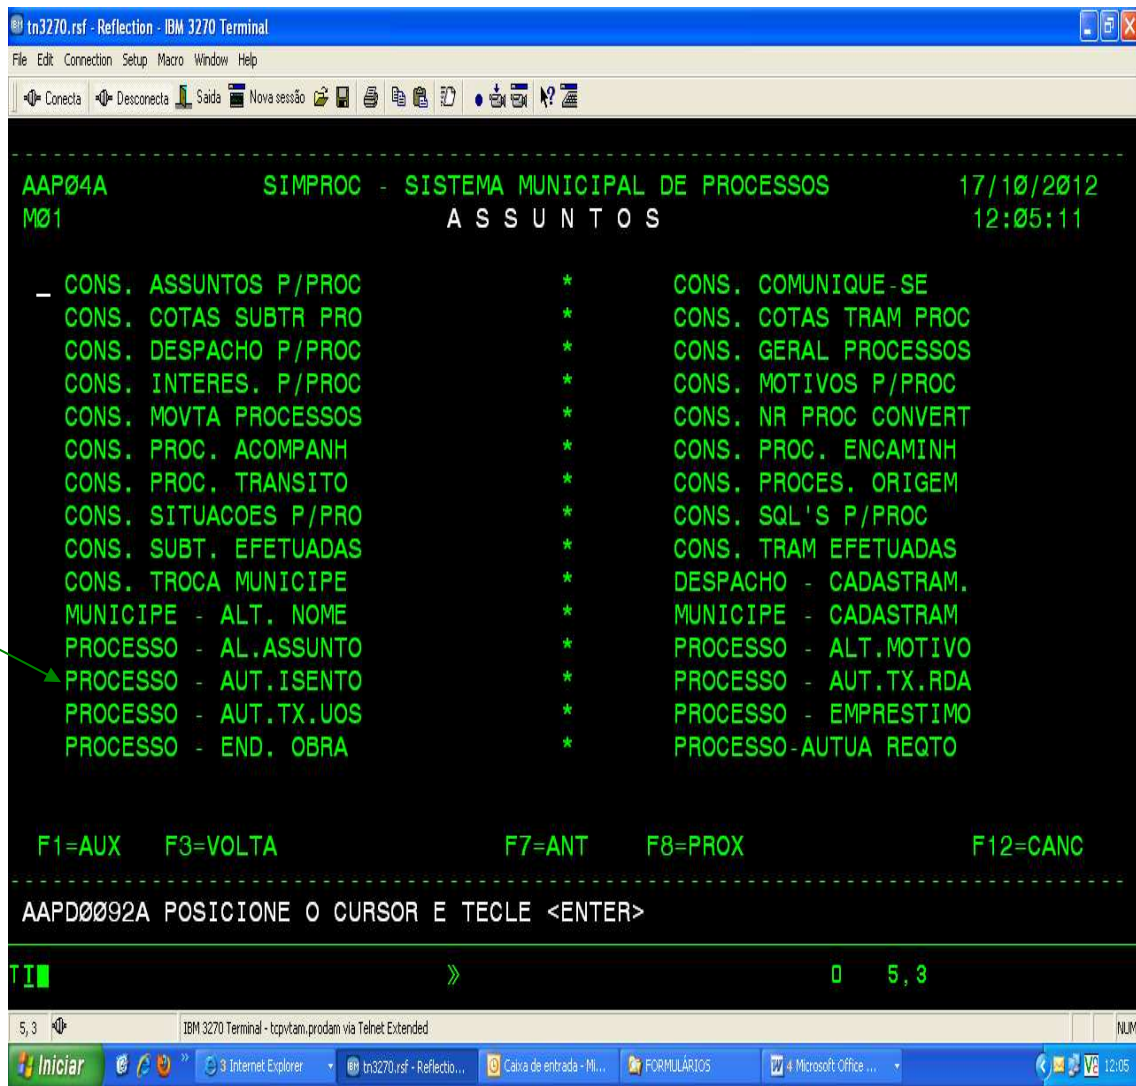 tn3270.rsf - Reflection - IBM 3270 Terminal
File Edit Connection Setup Macro Window Help
Conecta Desconecta Saida Nova sessão
AAPØ4A SIMPROC - SISTEMA MUNICIPAL DE PROCESSOS 17/1Ø/2Ø12
MØ1 A S S U N T O S 12:Ø5:11
_ CONS. ASSUNTOS P/PROC * CONS. COMUNIQUE-SE
CONS. COTAS SUBTR PRO * CONS. COTAS TRAM PROC
CONS. DESPACHO P/PROC * CONS. GERAL PROCESSOS
CONS. INTERES. P/PROC * CONS. MOTIVOS P/PROC
CONS. MOVTA PROCESSOS * CONS. NR PROC CONVERT
CONS. PROC. ACOMPANH * CONS. PROC. ENCAMINH
CONS. PROC. TRANSITO * CONS. PROCES. ORIGEM
CONS. SITUACOES P/PRO * CONS. SQL'S P/PROC
CONS. SUBT. EFETUADAS * CONS. TRAM EFETUADAS
CONS. TROCA MUNICIPE * DESPACHO - CADASTRAM.
MUNICIPE - ALT. NOME * MUNICIPE - CADASTRAM
PROCESSO - AL.ASSUNTO * PROCESSO - ALT.MOTIVO
PROCESSO - AUT.ISENTO * PROCESSO - AUT.TX.RDA
PROCESSO - AUT.TX.UOS * PROCESSO - EMPRESTIMO
PROCESSO - END. OBRA * PROCESSO-AUTUA REQTO
F1=AUX F3=VOLTA F7=ANT F8=PROX F12=CANC
AAPDØØ92A POSICIONE O CURSOR E TECLE <ENTER>
TI » 5,3
5, 3 IBM 3270 Terminal - tcpvtam.prodam via Telnet Extended NUM
Iniciar » 3 Internet Explorer tn3270.rsf - Reflectio... Caixa de entrada - Mi... FORMULÁRIOS 4 Microsoft Office ... 12:05